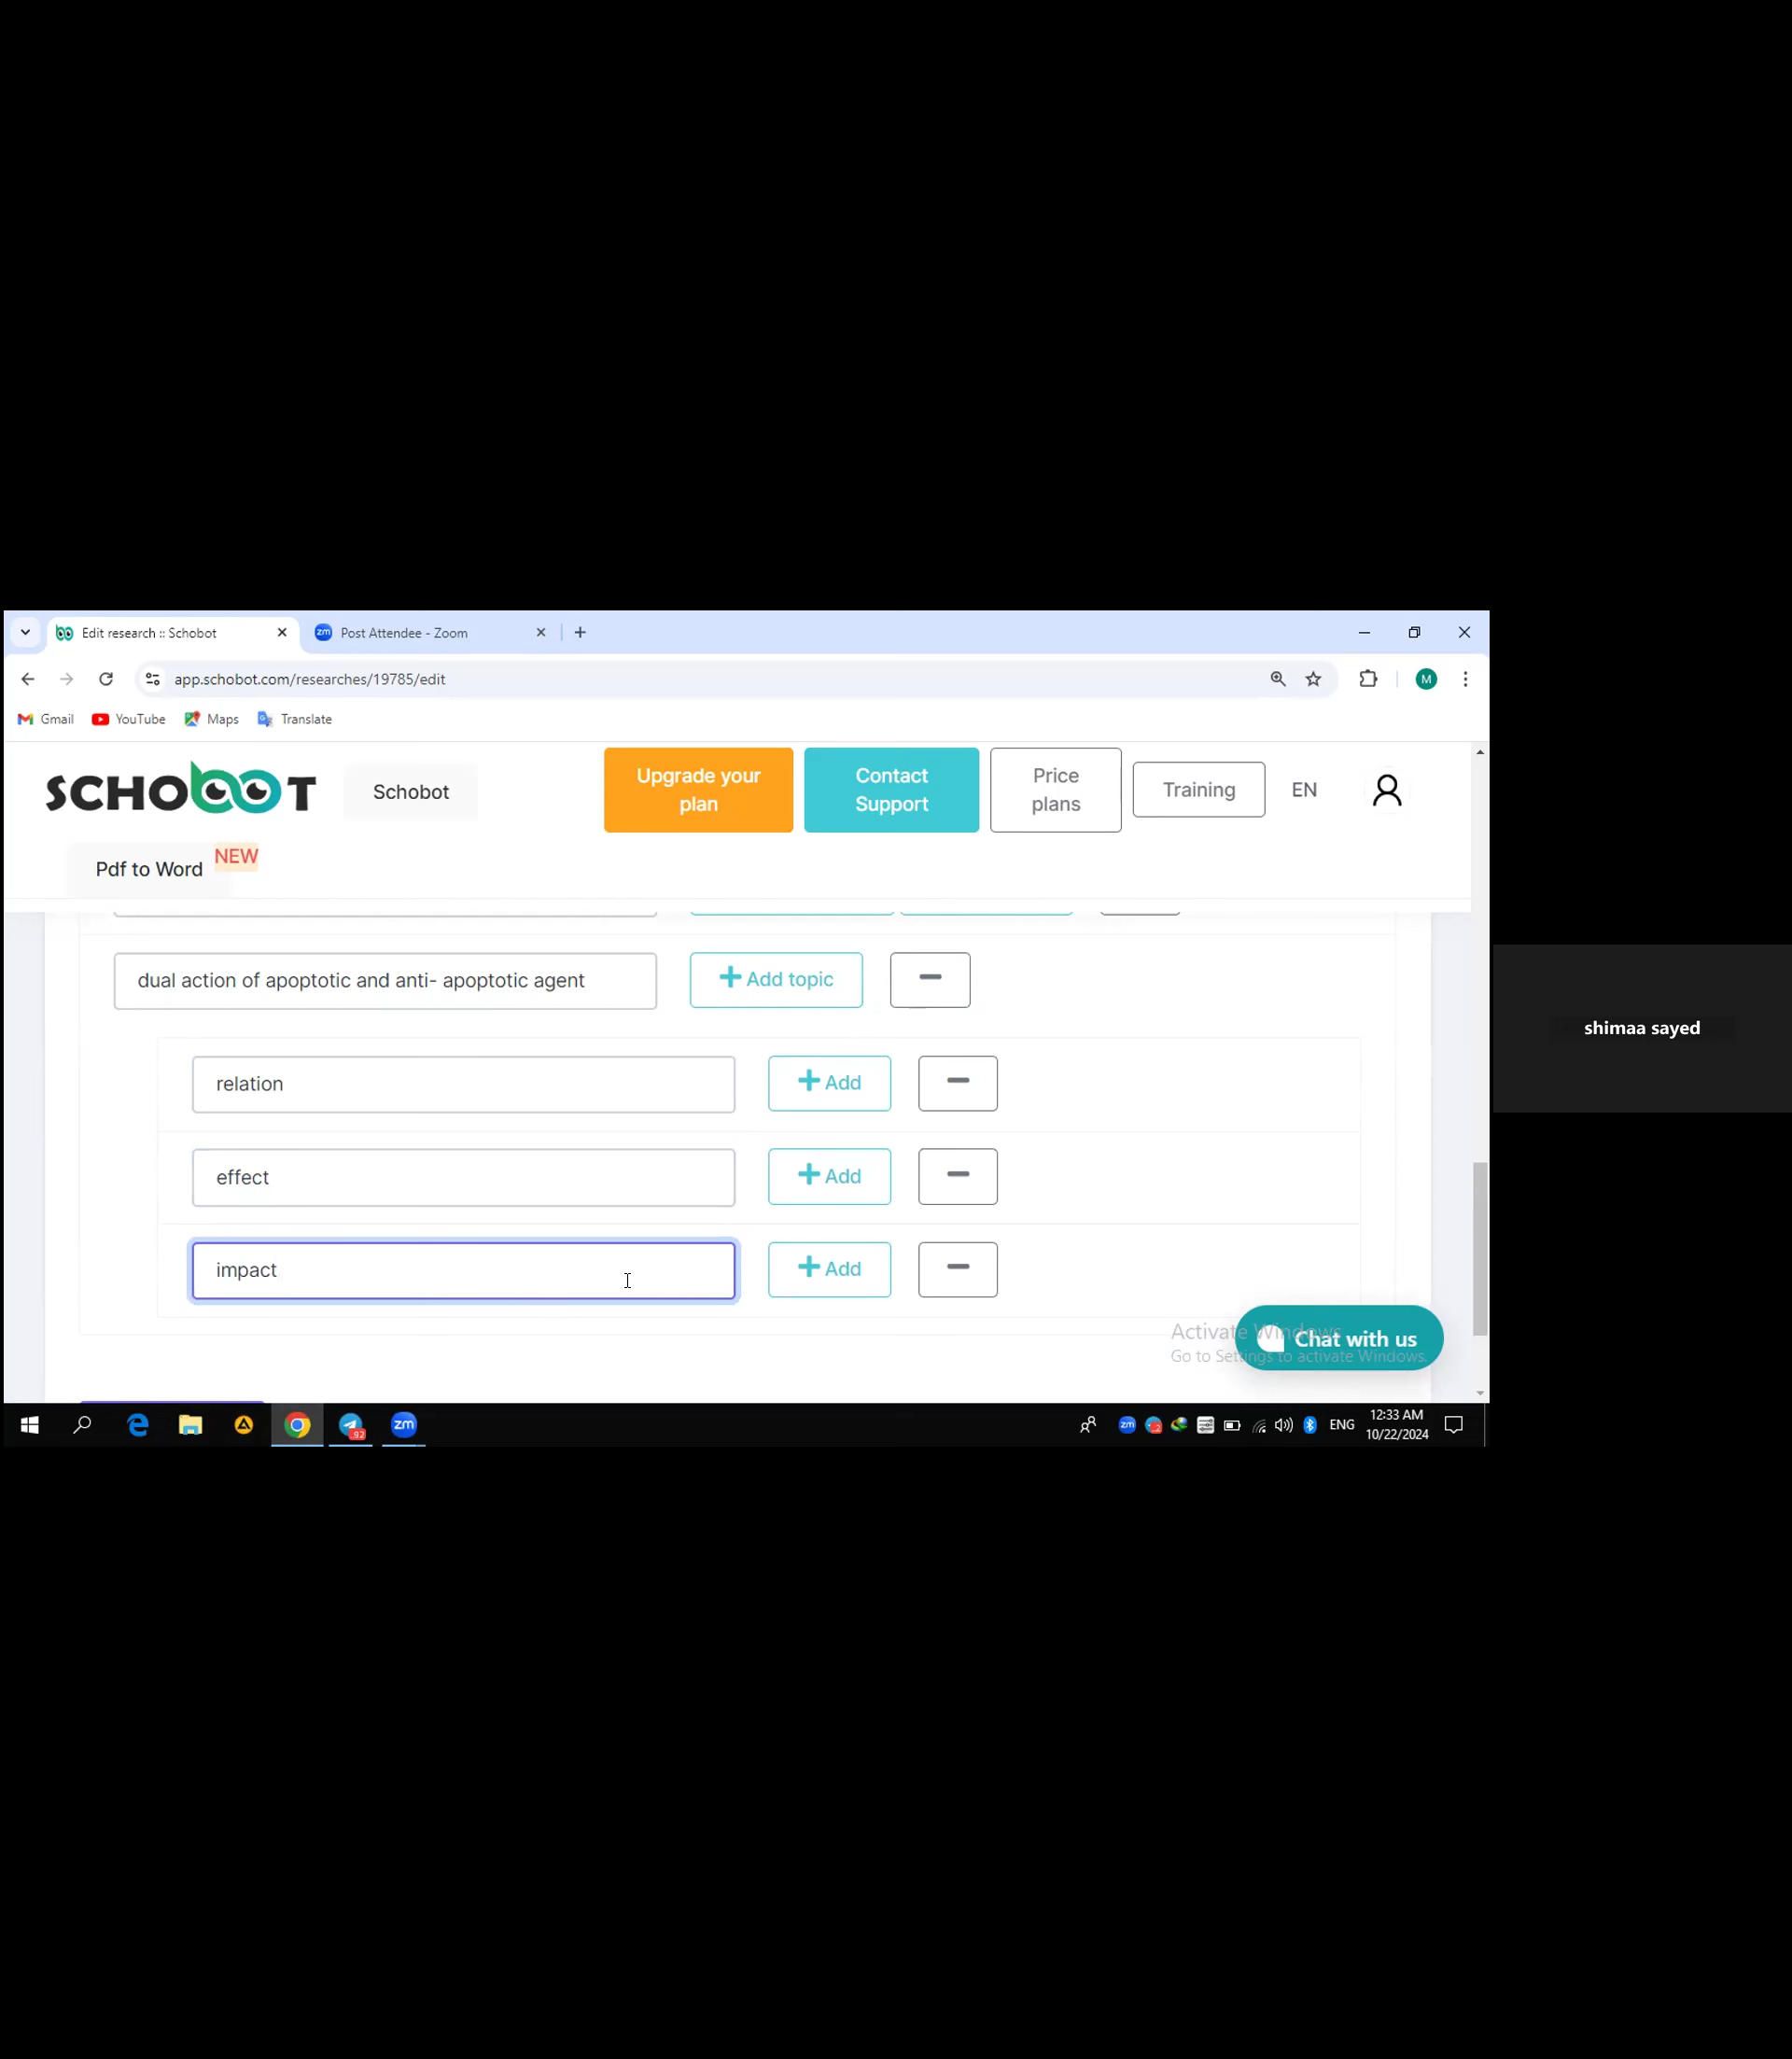 Edit research :: Schobot
Post Attendee - Zoom
app.schobot.com/researches/19785/edit
M
Gmail
YouTube
Maps
Translate
SCHOBOT
Schobot
Upgrade your
plan
Contact
Support
Price
plans
Training
EN
Pdf to Word
NEW
dual action of apoptotic and anti- apoptotic agent
Add topic
shimaa sayed
relation
Add
effect
Add
impact
Add
Activate Windows
Go to Settings to activate Windows.
Chat with us
zm
92
zm
ENG
12:33 AM
10/22/2024